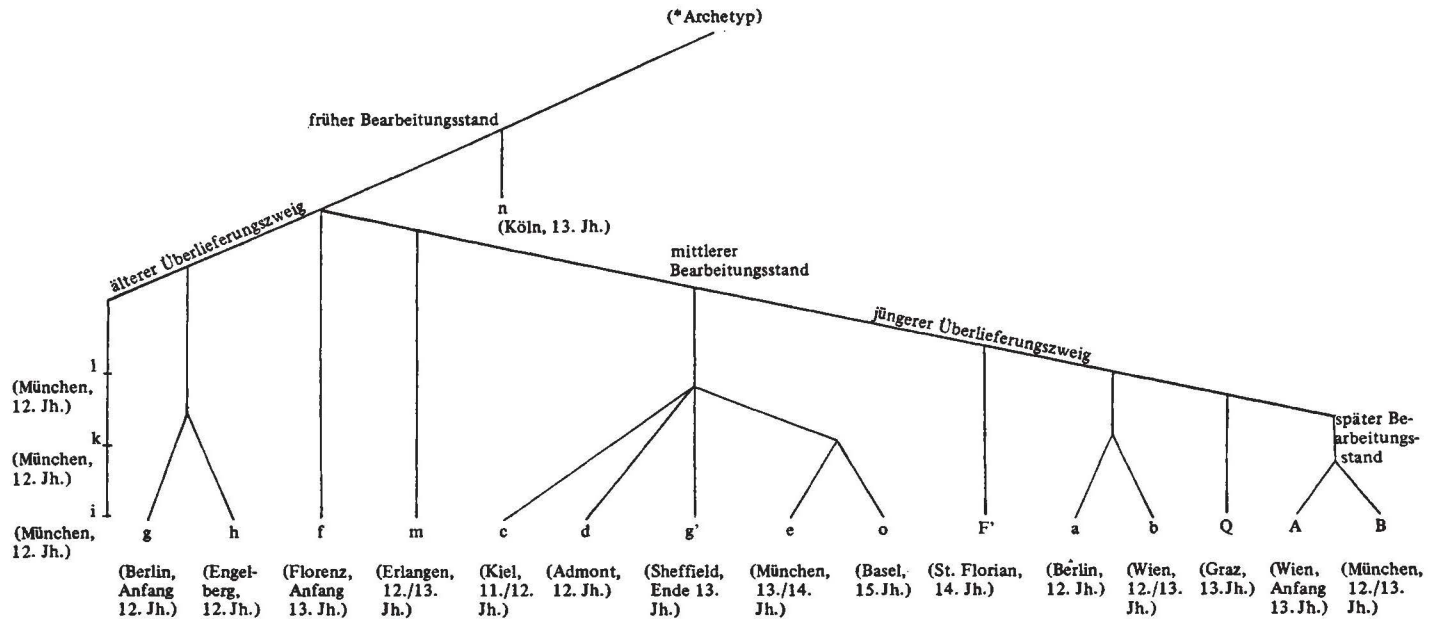 (*Archetyp)
früher Bearbeitungsstand
n
(Köln, 13. Jh.)
älterer Überlieferungszweig
mittlerer
Bearbeitungsstand
jüngerer Überlieferungszweig
später Be-
arbeitungs-
stand
l
(München,
12. Jh.)
k
(München,
12. Jh.)
i
(München,
12. Jh.)
g
(Berlin,
Anfang
12. Jh.)
h
(Engel-
berg,
12. Jh.)
f
(Florenz,
Anfang
13. Jh.)
m
(Erlangen,
12./13.
Jh.)
c
(Kiel,
11./12.
Jh.)
d
(Admont,
12. Jh.)
g'
(Sheffield,
Ende 13.
Jh.)
e
(München,
13./14.
Jh.)
o
(Basel,
15. Jh.)
F'
(St. Florian,
14. Jh.)
a
(Berlin,
12. Jh.)
b
(Wien,
12./13.
Jh.)
Q
(Graz,
13. Jh.)
A
(Wien,
Anfang
13. Jh.)
B
(München,
12./13.
Jh.)